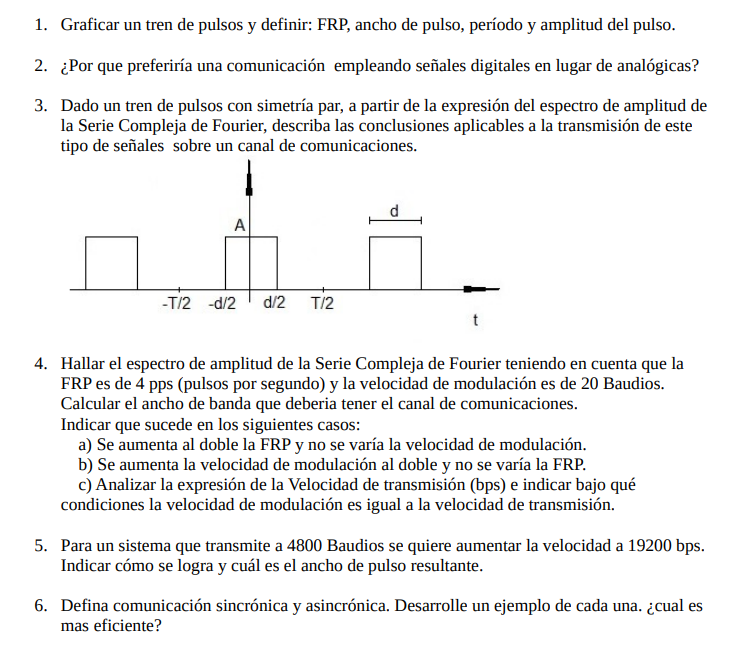 1. Graficar un tren de pulsos y definir: FRP, ancho de pulso, período y amplitud del pulso.
2. ¿Por que preferiría una comunicación empleando señales digitales en lugar de analógicas?
3. Dado un tren de pulsos con simetría par, a partir de la expresión del espectro de amplitud de
la Serie Compleja de Fourier, describa las conclusiones aplicables a la transmisión de este
tipo de señales sobre un canal de comunicaciones.
d
A
-T/2 -d/2 d/2 T/2
t
4. Hallar el espectro de amplitud de la Serie Compleja de Fourier teniendo en cuenta que la
FRP es de 4 pps (pulsos por segundo) y la velocidad de modulación es de 20 Baudios.
Calcular el ancho de banda que deberia tener el canal de comunicaciones.
Indicar que sucede en los siguientes casos:
a) Se aumenta al doble la FRP y no se varía la velocidad de modulación.
b) Se aumenta la velocidad de modulación al doble y no se varía la FRP.
c) Analizar la expresión de la Velocidad de transmisión (bps) e indicar bajo qué
condiciones la velocidad de modulación es igual a la velocidad de transmisión.
5. Para un sistema que transmite a 4800 Baudios se quiere aumentar la velocidad a 19200 bps.
Indicar cómo se logra y cuál es el ancho de pulso resultante.
6. Defina comunicación sincrónica y asincrónica. Desarrolle un ejemplo de cada una. ¿cual es
mas eficiente?